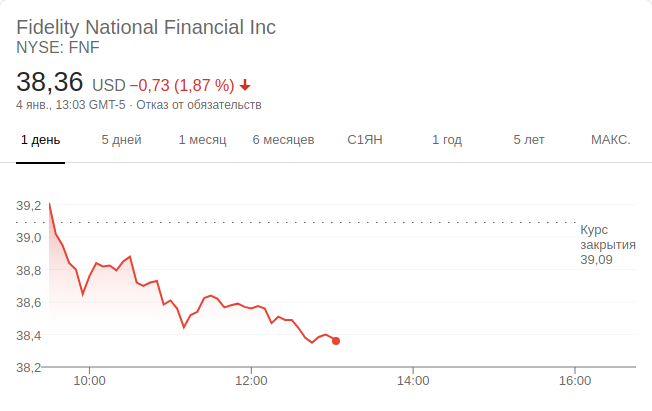 Fidelity National Financial Inc
NYSE: FNF
38,36 USD −0,73 (1,87 %)
4 янв., 13:03 GMT-5 · Отказ от обязательств
1 день 5 дней 1 месяц 6 месяцев С1ЯН 1 год 5 лет МАКС.
39,2
39,0
38,8
38,6
38,4
38,2
Курс
закрытия
39,09
10:00 12:00 14:00 16:00